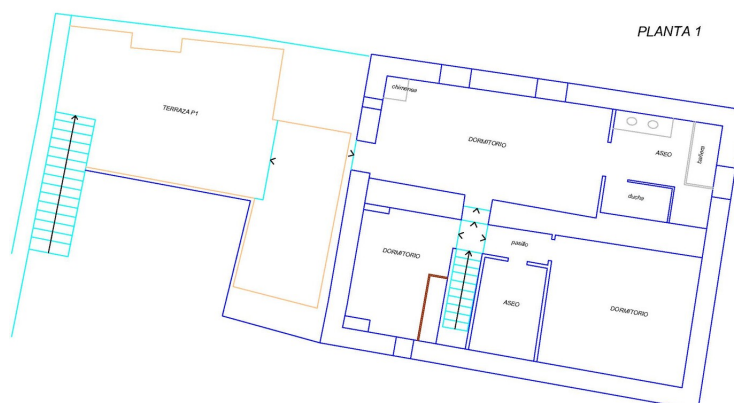 PLANTA 1
chimenea
TERRAZA P1
DORMITORIO
ASEO
bañera
ducha
DORMITORIO
pasillo
ASEO
DORMITORIO